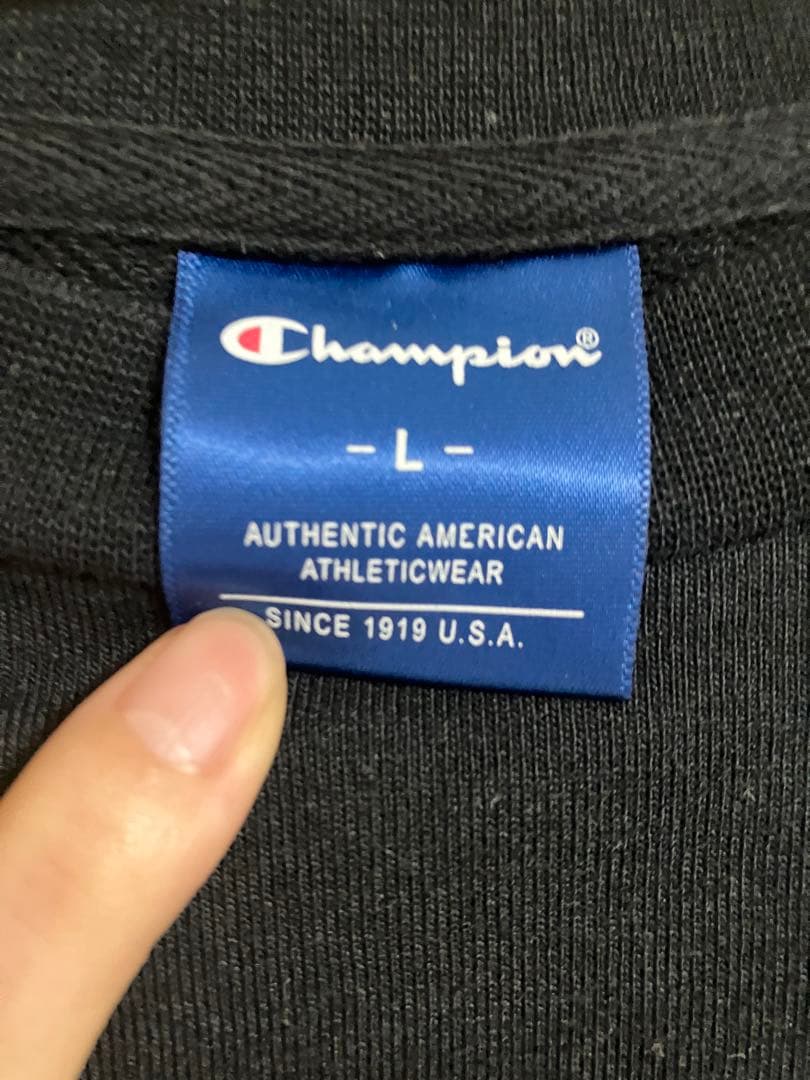 Champion®
- L -
AUTHENTIC AMERICAN
ATHLETICWEAR
SINCE 1919 U.S.A.